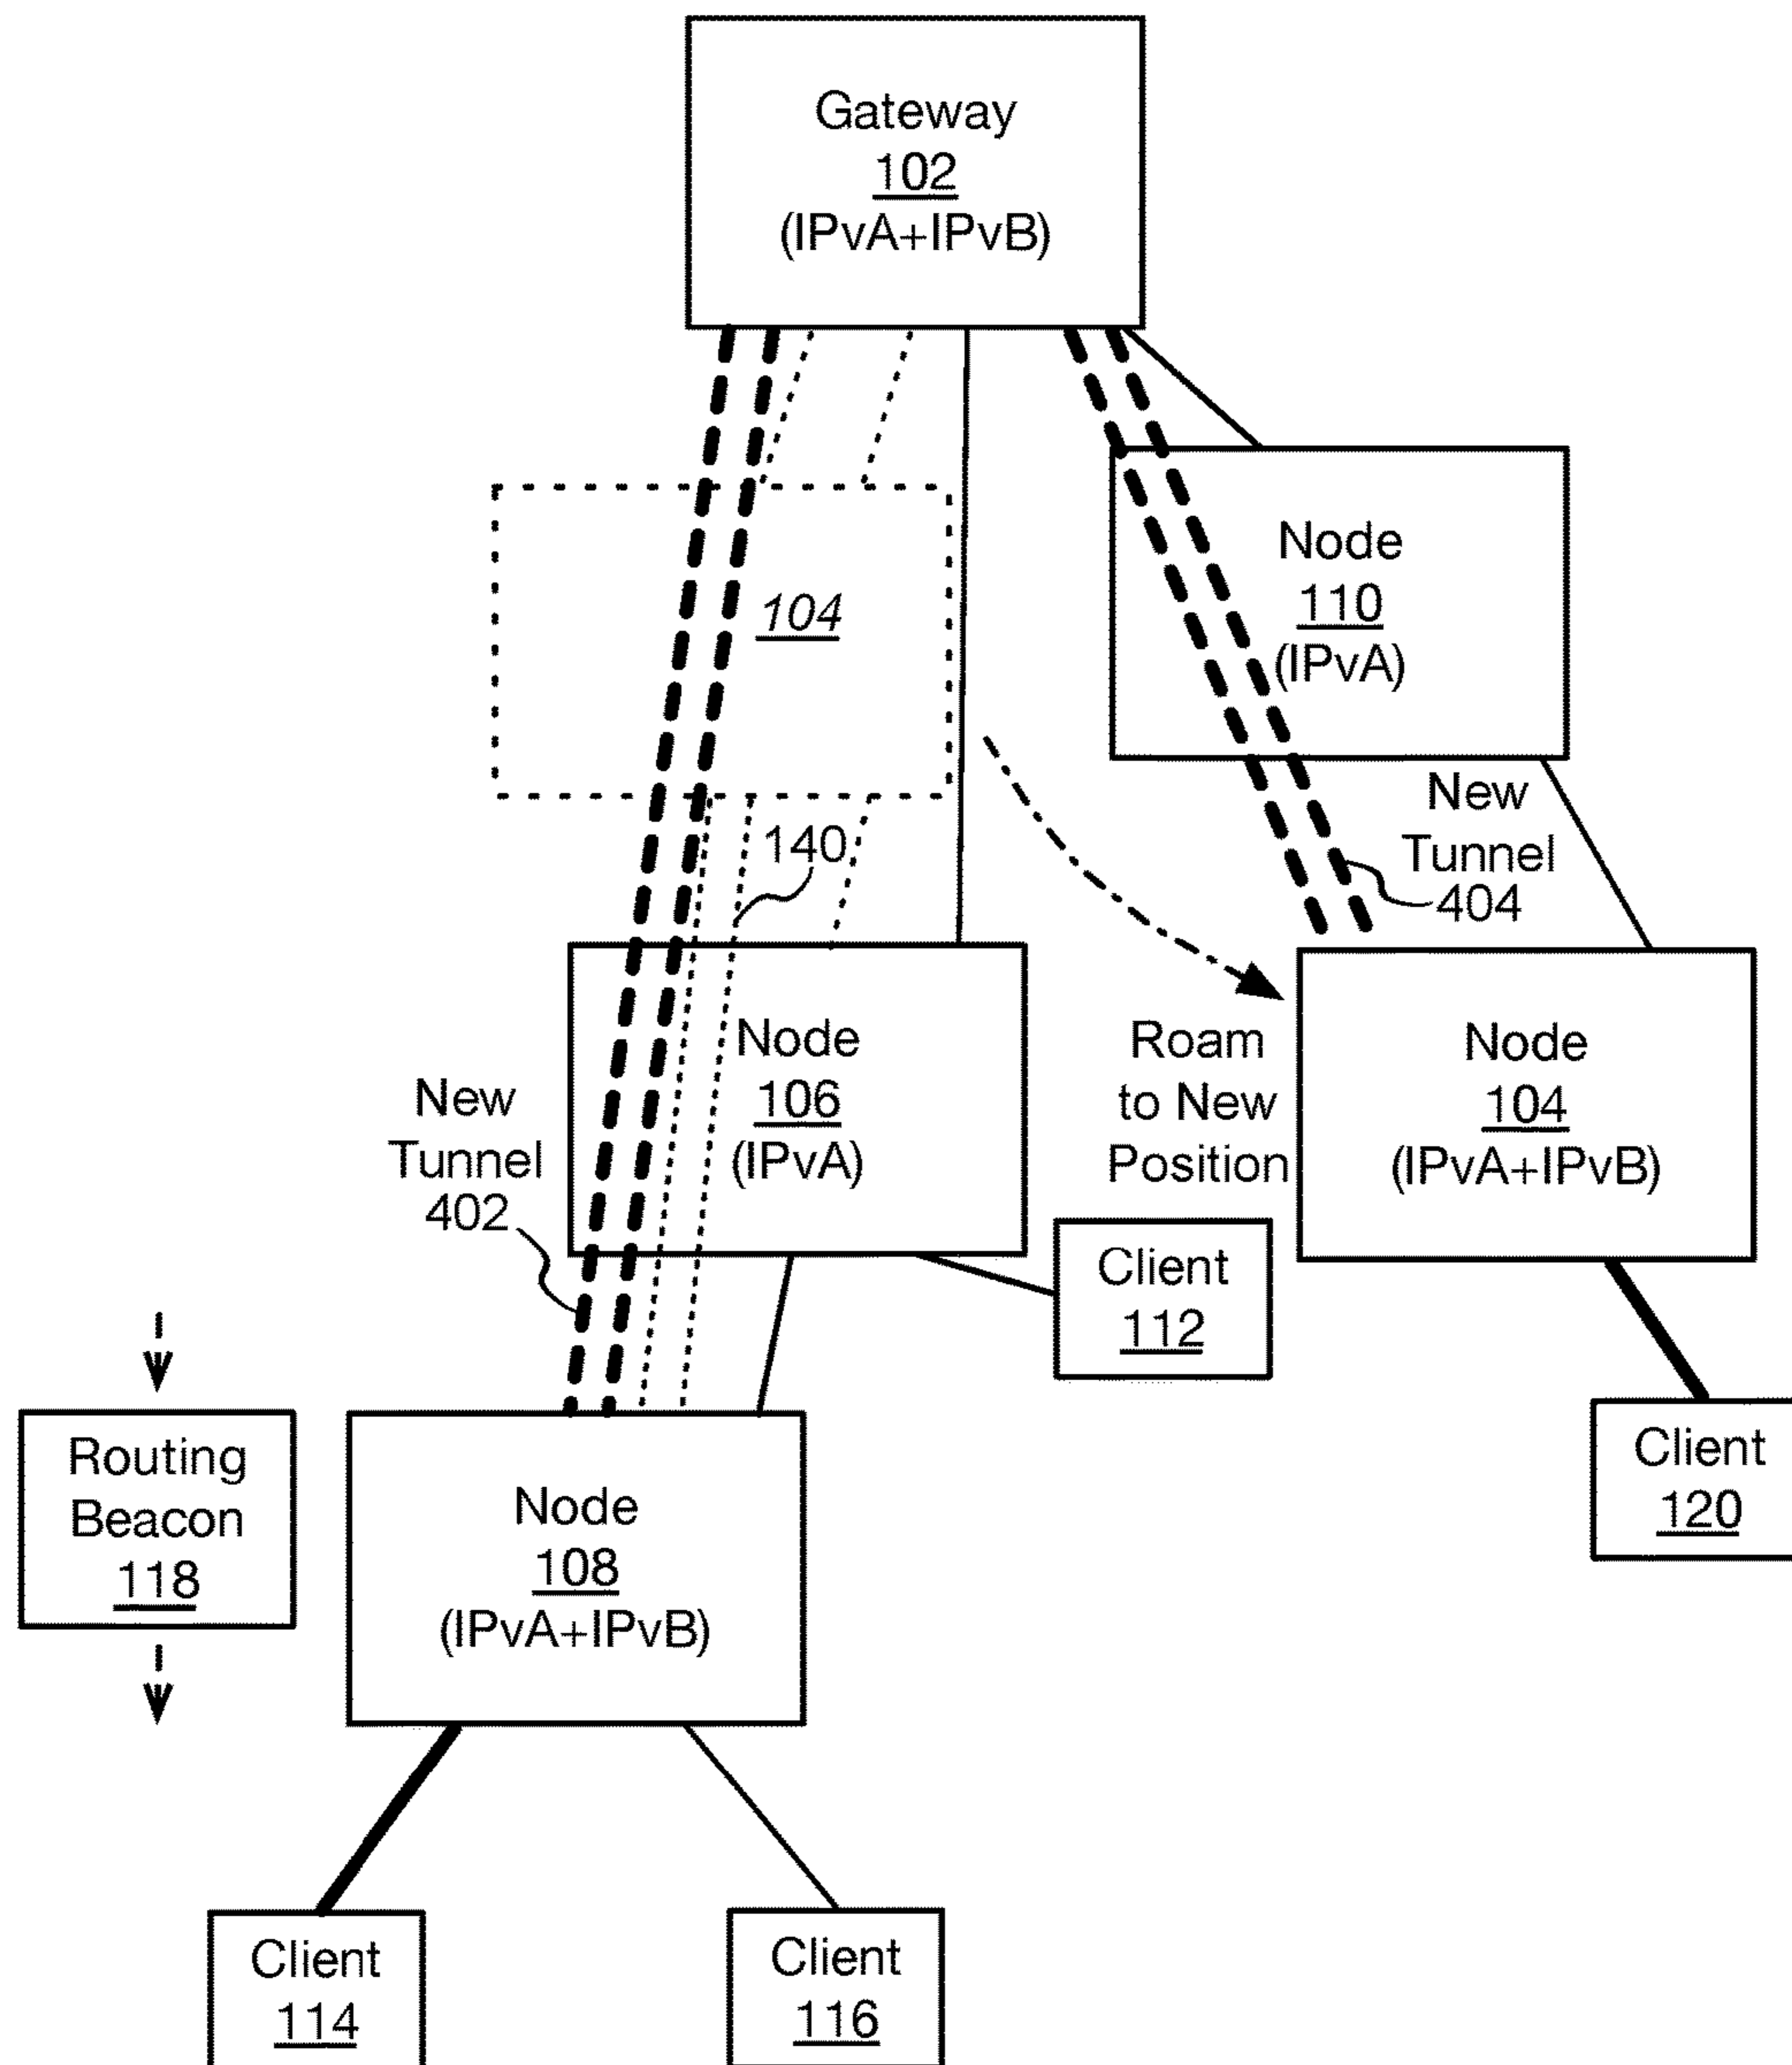 Gateway
102
(IPvA+IPvB)
Node
110
(IPvA)
104
New
Tunnel
404
140
Node
106
(IPvA)
Roam
to New
Position
Node
104
(IPvA+IPvB)
New
Tunnel
402
Client
112
Routing
Beacon
118
Node
108
(IPvA+IPvB)
Client
120
Client
114
Client
116